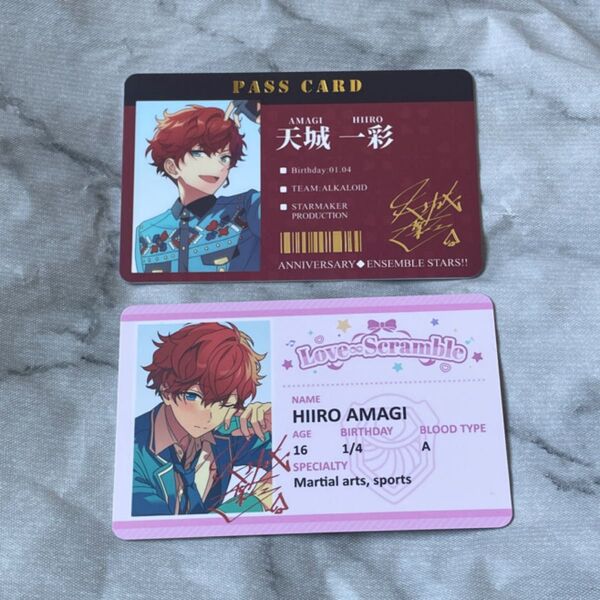 PASS CARD
AMAGI HIIRO
天城 一彩
Birthday:01.04
TEAM:ALKALOID
STARMAKER
PRODUCTION
ANNIVERSARY◆ENSEMBLE STARS!!
Love∞Scramble
NAME
HIIRO AMAGI
AGE BIRTHDAY BLOOD TYPE
16 1/4 A
SPECIALTY
Martial arts, sports